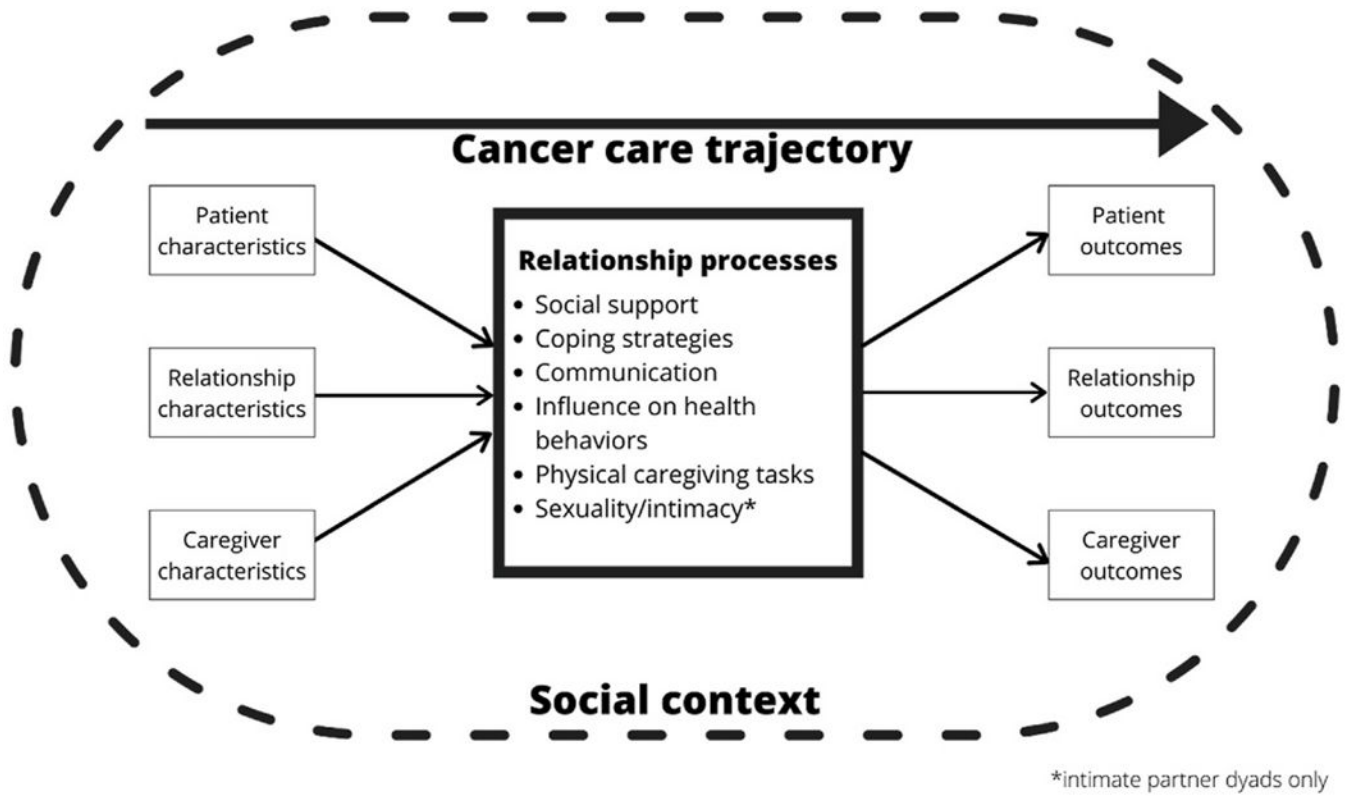 Cancer care trajectory
Patient
characteristics
Relationship
characteristics
Caregiver
characteristics
Relationship processes
• Social support
• Coping strategies
• Communication
• Influence on health
behaviors
• Physical caregiving tasks
• Sexuality/intimacy*
Patient
outcomes
Relationship
outcomes
Caregiver
outcomes
Social context
*intimate partner dyads only